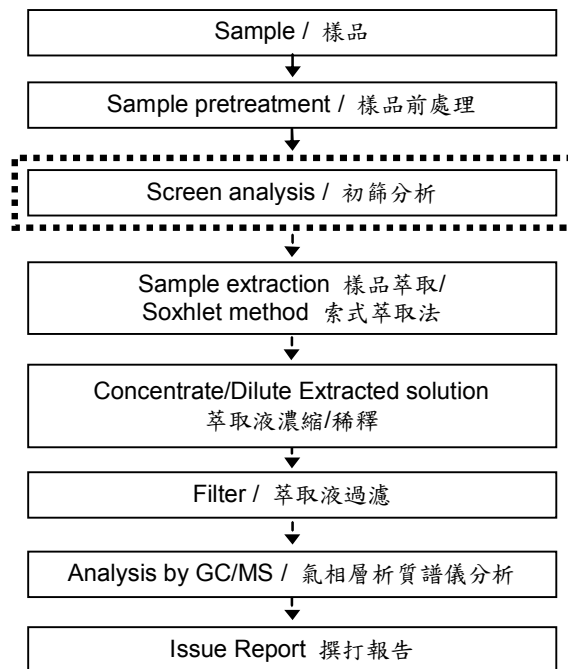 Sample / 樣品
Sample pretreatment / 樣品前處理
Screen analysis / 初篩分析
Sample extraction 樣品萃取/
Soxhlet method 索式萃取法
Concentrate/Dilute Extracted solution
萃取液濃縮/稀釋
Filter / 萃取液過濾
Analysis by GC/MS / 氣相層析質譜儀分析
Issue Report 撰打報告